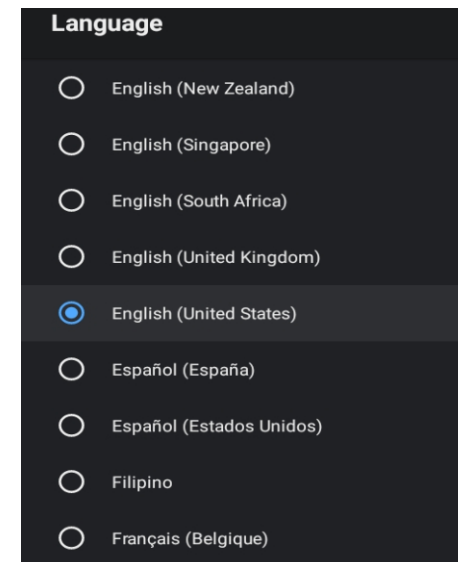 Language
English (New Zealand)
English (Singapore)
English (South Africa)
English (United Kingdom)
English (United States)
Español (España)
Español (Estados Unidos)
Filipino
Français (Belgique)